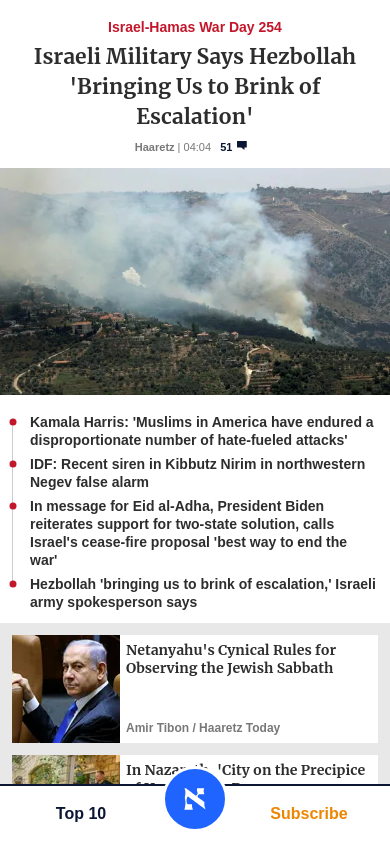 Israel-Hamas War Day 254
Israeli Military Says Hezbollah
'Bringing Us to Brink of
Escalation'
Haaretz | 04:04 51
Kamala Harris: 'Muslims in America have endured a
disproportionate number of hate-fueled attacks'
IDF: Recent siren in Kibbutz Nirim in northwestern
Negev false alarm
In message for Eid al-Adha, President Biden
reiterates support for two-state solution, calls
Israel's cease-fire proposal 'best way to end the
war'
Hezbollah 'bringing us to brink of escalation,' Israeli
army spokesperson says
Netanyahu's Cynical Rules for
Observing the Jewish Sabbath
Amir Tibon / Haaretz Today
In 'City on the Precipice
Top 10
Subscribe